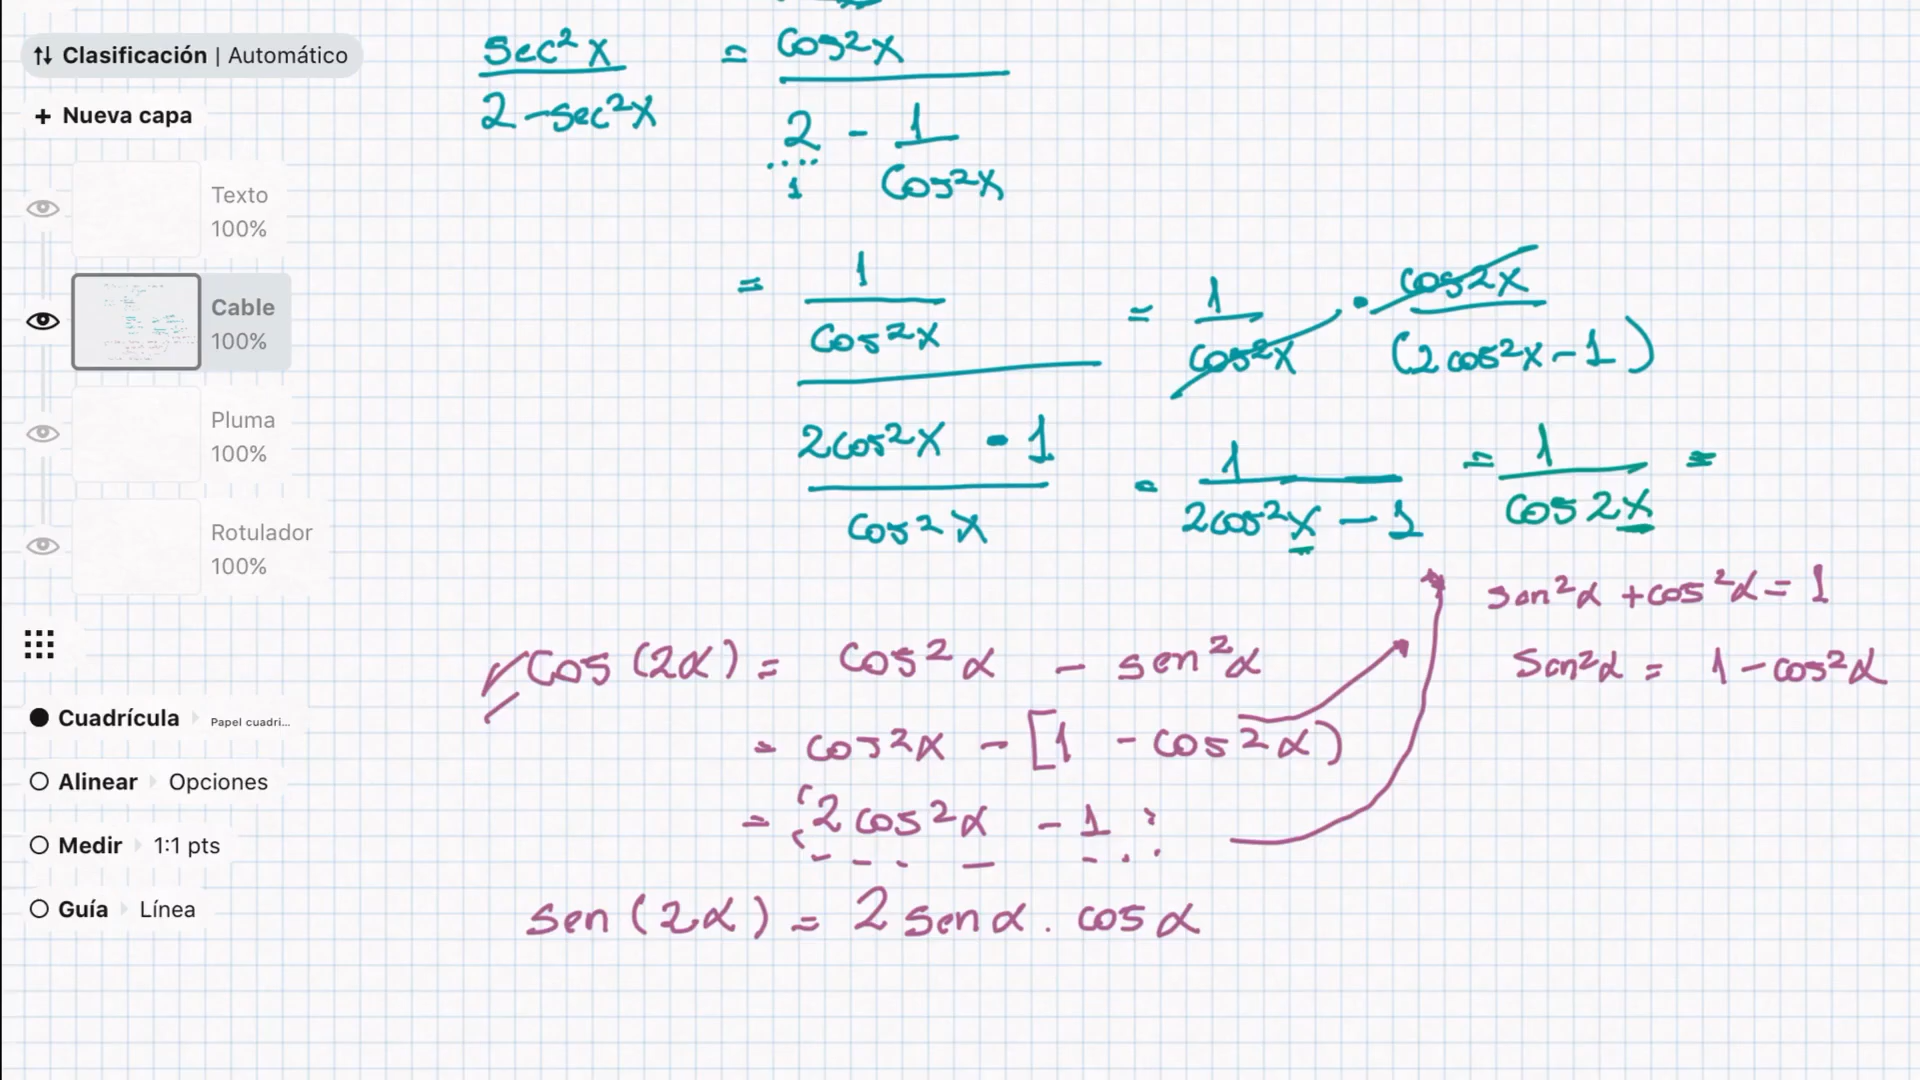 Clasificación | Automático
+ Nueva capa
Texto
100%
Cable
100%
Pluma
100%
Rotulador
100%
Cuadrícula Papel cuadri...
Alinear Opciones
Medir 1:1 pts
Guía Línea
sec²x / 2-sec²x = cos²x / 2 - 1/cos²x
1
= 1/cos²x / 2cos²x - 1/cos²x = 1/cos²x · cos²x/(2cos²x-1)
= 1/2cos²x - 1 = 1/cos2x =
sen²α + cos²α = 1
sen²α = 1 - cos²α
cos(2α) = cos²α - sen²α
= cos²α - [1 - cos²α)
= 2cos²α - 1
sen(2α) = 2 sen α . cos α